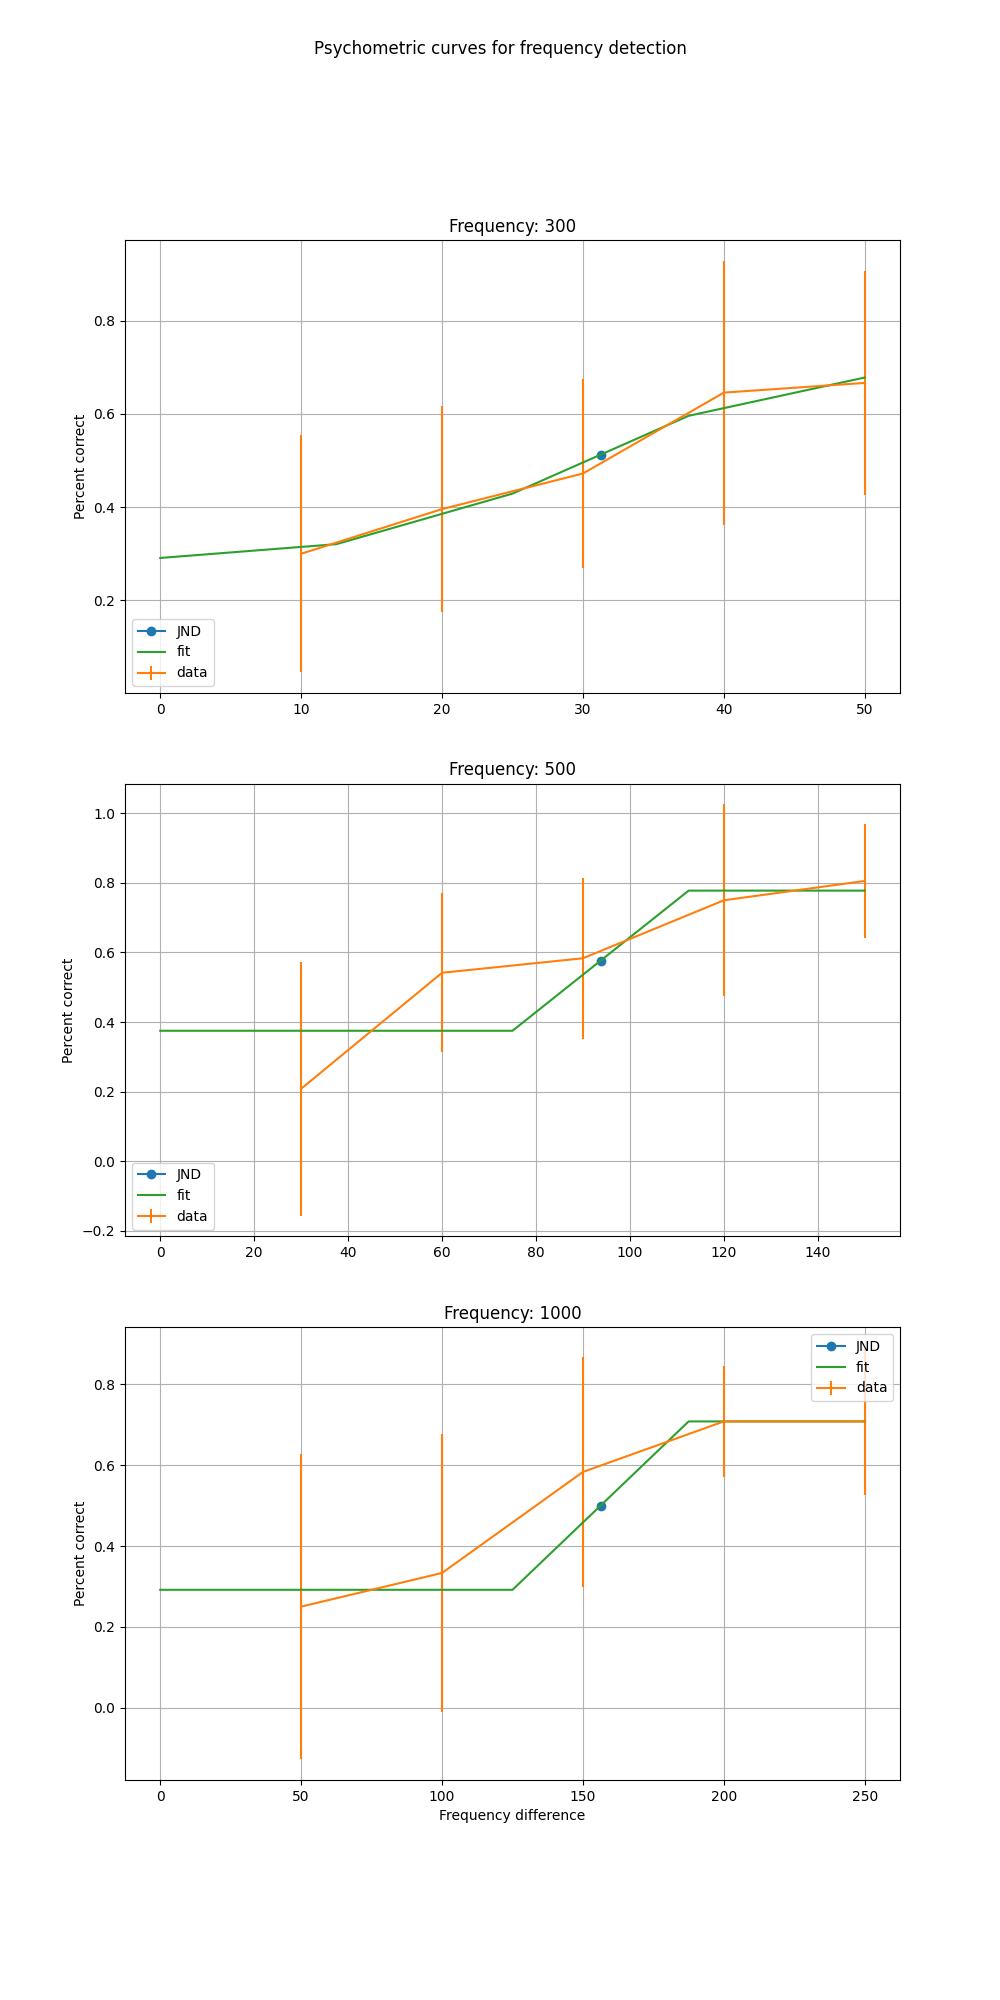 Psychometric curves for frequency detection
Frequency: 300
Percent correct
0.8
0.6
0.4
0.2
JND
fit
data
0 10 20 30 40 50
Frequency: 500
Percent correct
1.0
0.8
0.6
0.4
0.2
0.0
−0.2
JND
fit
data
0 20 40 60 80 100 120 140
Frequency: 1000
Percent correct
0.8
0.6
0.4
0.2
0.0
JND
fit
data
0 50 100 150 200 250
Frequency difference